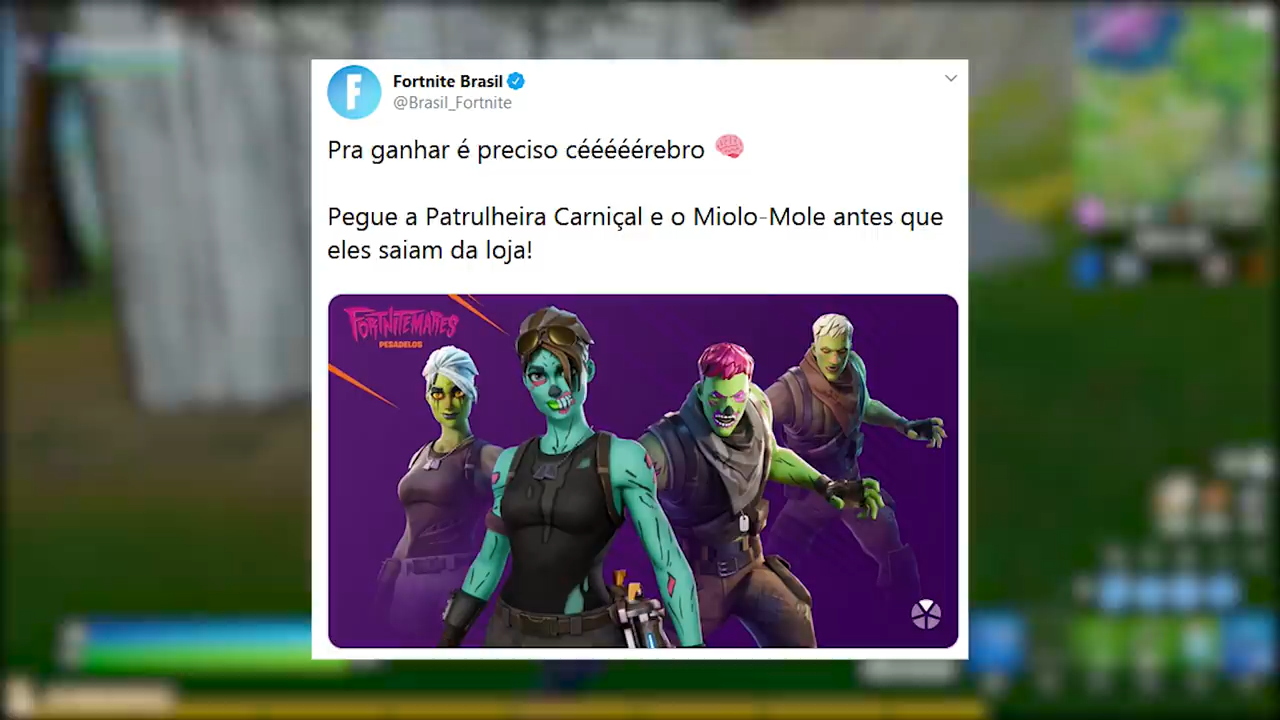 Fortnite Brasil
@Brasil_Fortnite
Pra ganhar é preciso céééééérebro
Pegue a Patrulheira Carniçal e o Miolo-Mole antes que
eles saiam da loja!
FORTNITEMARES
PESADELOS